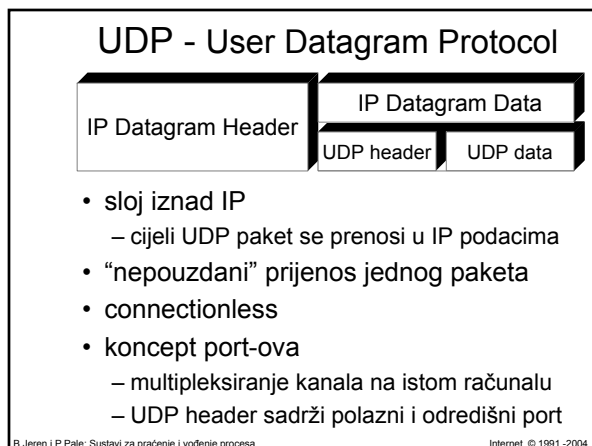 UDP - User Datagram Protocol
IP Datagram Header
IP Datagram Data
UDP header
UDP data
• sloj iznad IP
– cijeli UDP paket se prenosi u IP podacima
• “nepouzdani” prijenos jednog paketa
• connectionless
• koncept port-ova
– multipleksiranje kanala na istom računalu
– UDP header sadrži polazni i odredišni port
B.Jeren i P.Pale: Sustavi za praćenje i vođenje procesa
Internet © 1991 -2004